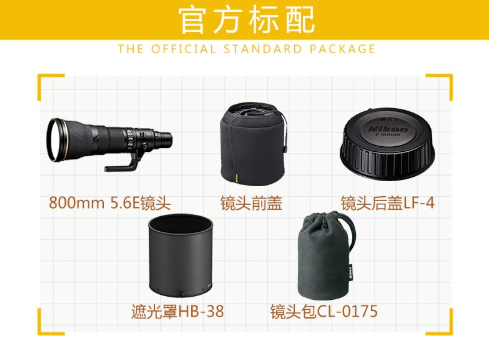 官方标配
THE OFFICIAL STANDARD PACKAGE
Nikon
800mm 5.6E镜头
镜头前盖
镜头后盖LF-4
遮光罩HB-38
镜头包CL-0175